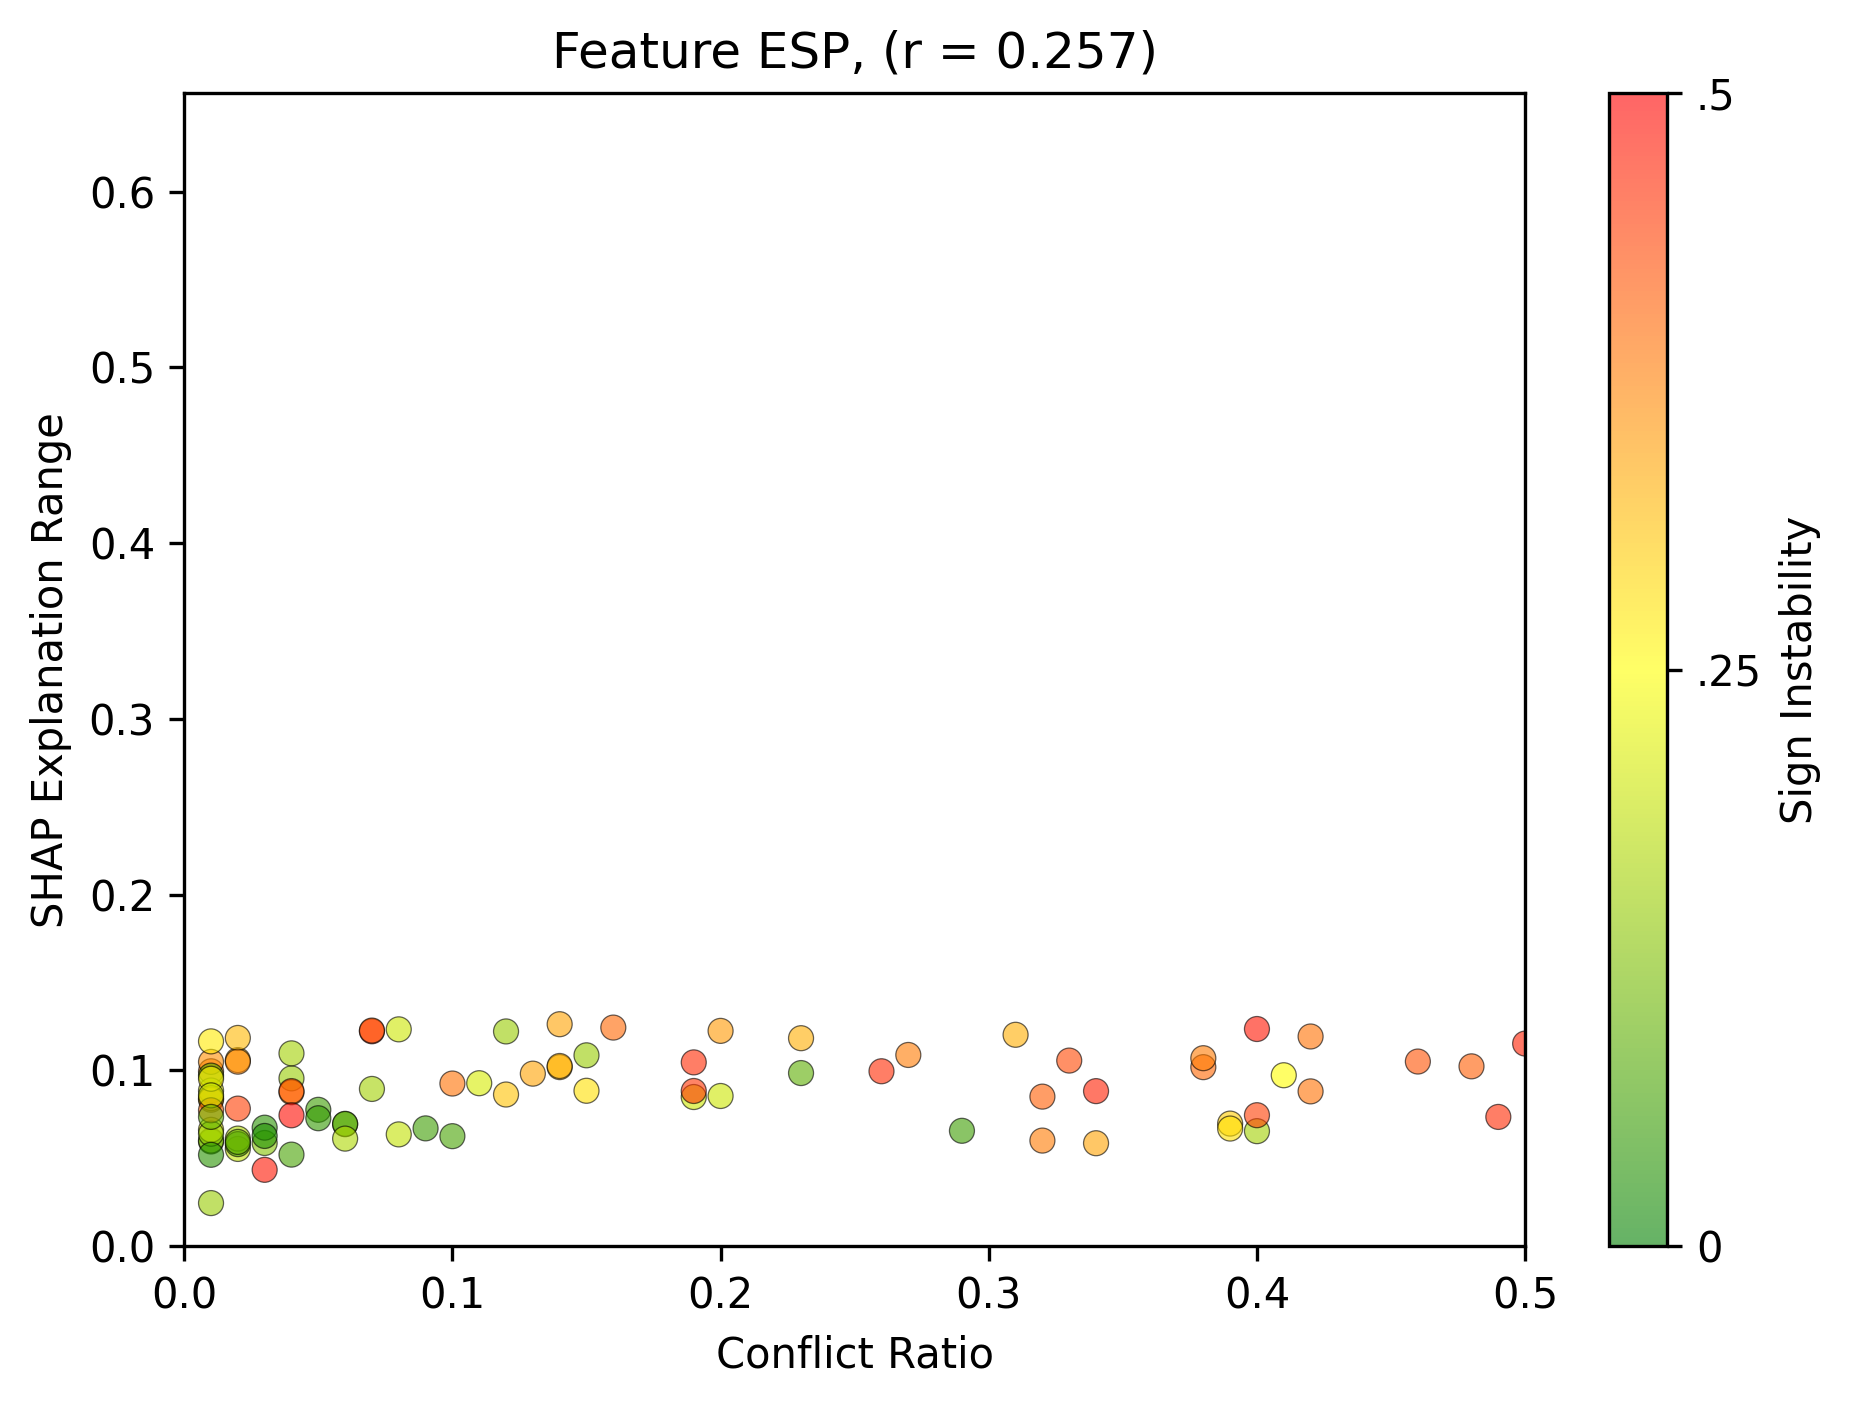 Feature ESP, (r = 0.257)
SHAP Explanation Range
0.6
0.5
0.4
0.3
0.2
0.1
0.0
0.0 0.1 0.2 0.3 0.4 0.5
Conflict Ratio
.5
.25
0
Sign Instability